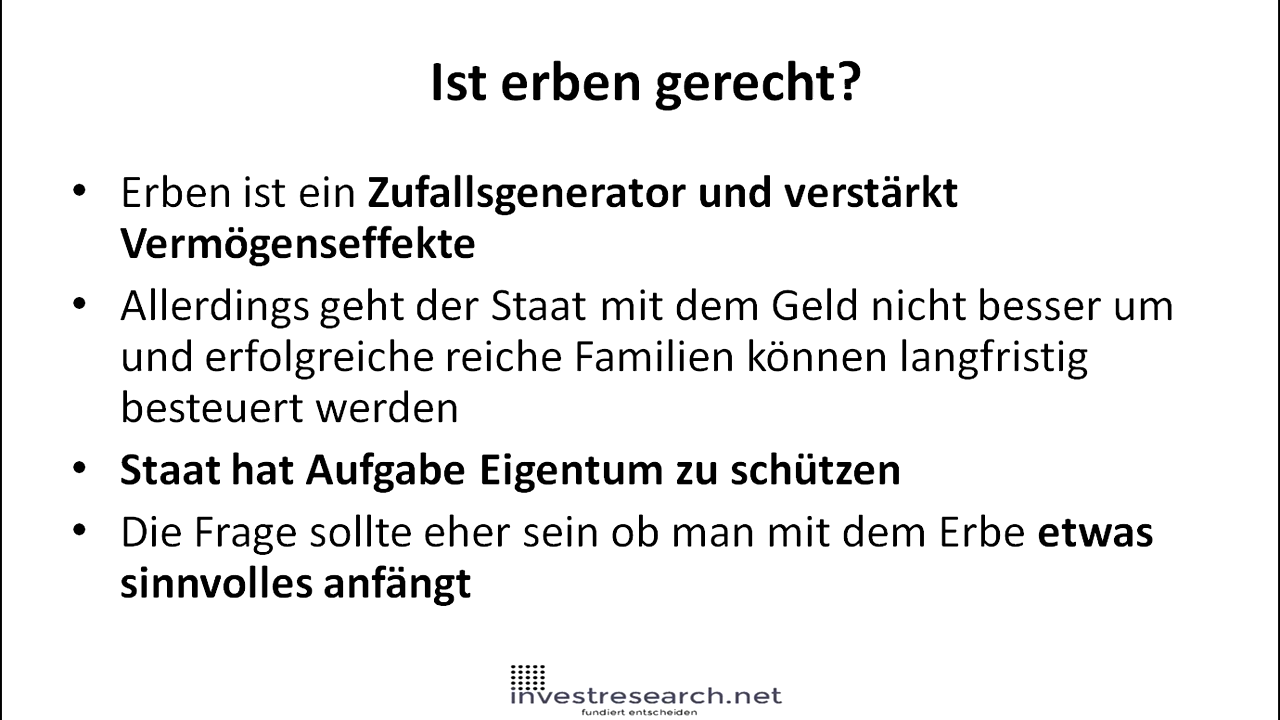 Ist erben gerecht?
• Erben ist ein Zufallsgenerator und verstärkt
Vermögenseffekte
• Allerdings geht der Staat mit dem Geld nicht besser um
und erfolgreiche reiche Familien können langfristig
besteuert werden
• Staat hat Aufgabe Eigentum zu schützen
• Die Frage sollte eher sein ob man mit dem Erbe etwas
sinnvolles anfängt
investresearch.net
fundiert entscheiden